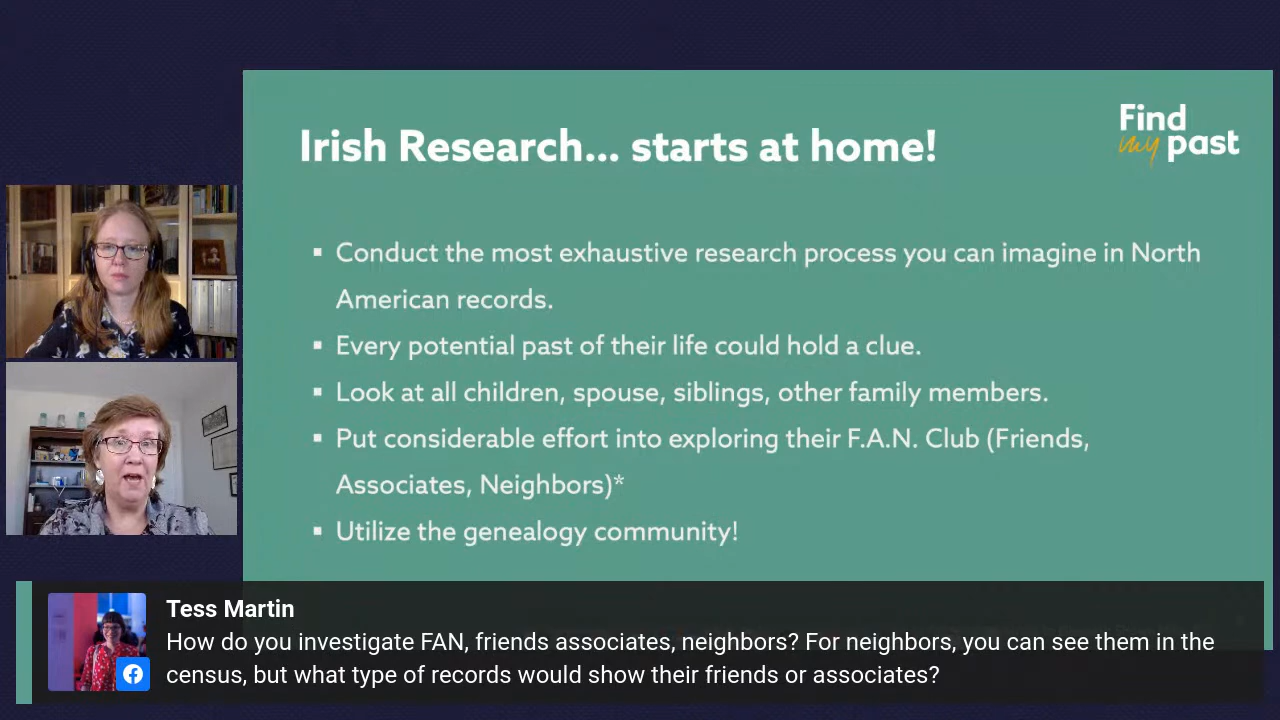 Find
my past
Irish Research... starts at home!
▪ Conduct the most exhaustive research process you can imagine in North
American records.
▪ Every potential past of their life could hold a clue.
▪ Look at all children, spouse, siblings, other family members.
▪ Put considerable effort into exploring their F.A.N. Club (Friends,
Associates, Neighbors)*
▪ Utilize the genealogy community!
Tess Martin
How do you investigate FAN, friends associates, neighbors? For neighbors, you can see them in the
census, but what type of records would show their friends or associates?